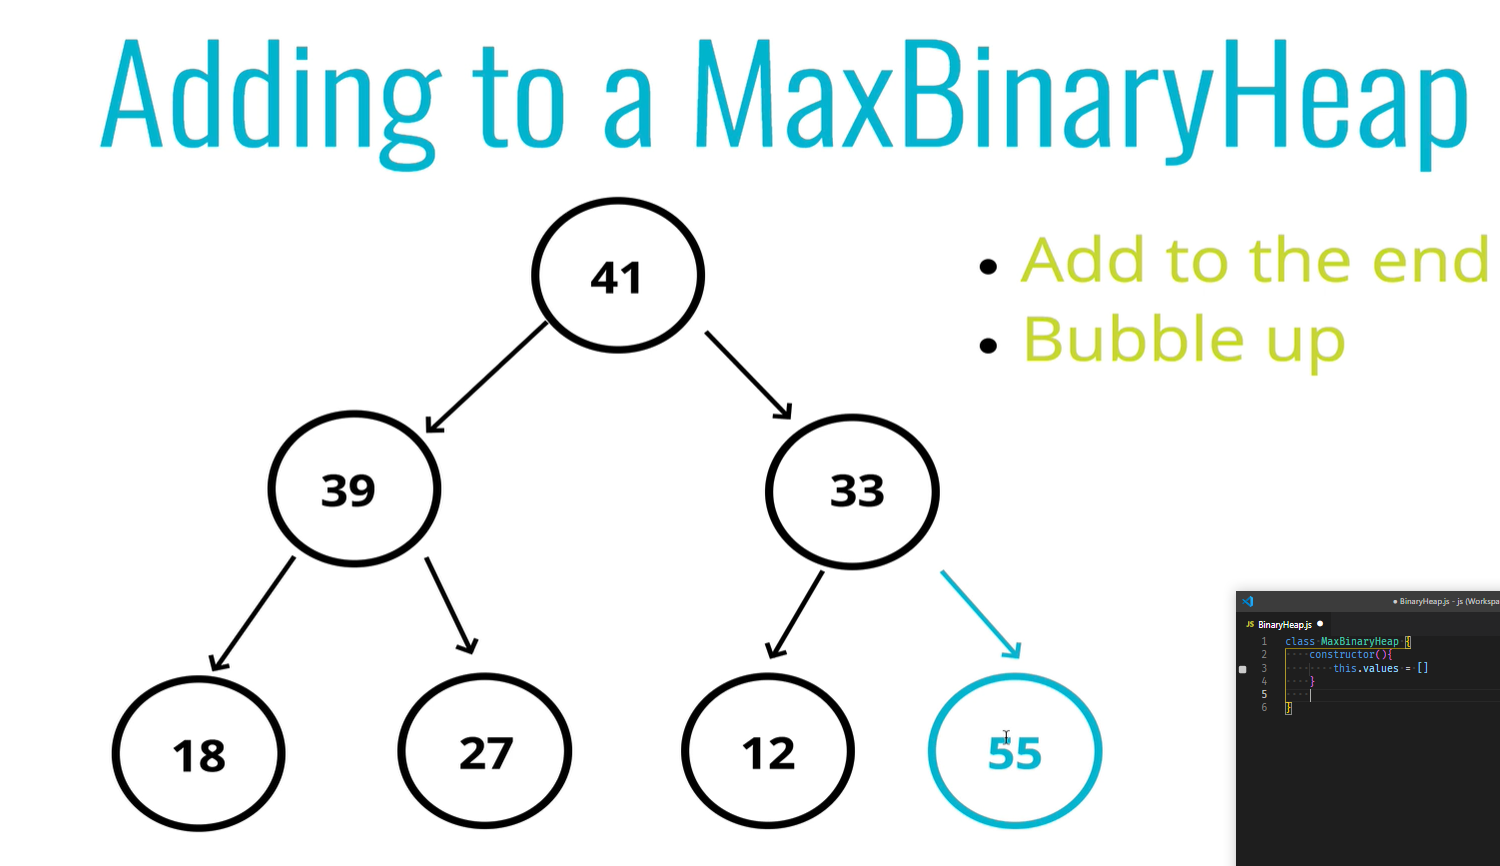 Adding to a MaxBinaryHeap
41
• Add to the end
• Bubble up
39
33
18
27
12
55
● BinaryHeap.js - js (Workspa
JS BinaryHeap.js ●
1 class MaxBinaryHeap {
2 constructor(){
3 this.values = []
4 }
5
6 }